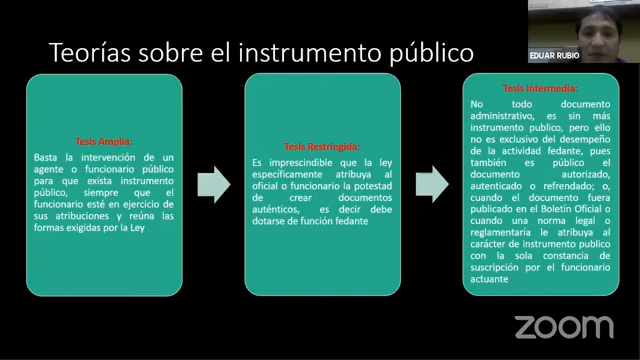 Teorías sobre el instrumento público
EDUAR RUBIO
Tesis Amplia:
Basta la intervención de un
agente o funcionario público
para que exista instrumento
público, siempre que el
funcionario esté en ejercicio de
sus atribuciones y reúna las
formas exigidas por la Ley
Tesis Restringida:
Es imprescindible que la ley
específicamente atribuya al
oficial o funcionario la potestad
de crear documentos
auténticos, es decir debe
dotarse de función fedante
Tesis Intermedia:
No todo documento
administrativo, es sin más
instrumento publico, pero ello
no es exclusivo del desempeño
de la actividad fedante, pues
también es público el
documento autorizado,
autenticado o refrendado; o,
cuando el documento fuera
publicado en el Boletín Oficial o
cuando una norma legal o
reglamentaría le atribuya al
carácter de instrumento publico
con la sola constancia de
suscripción por el funcionario
actuante
zoom